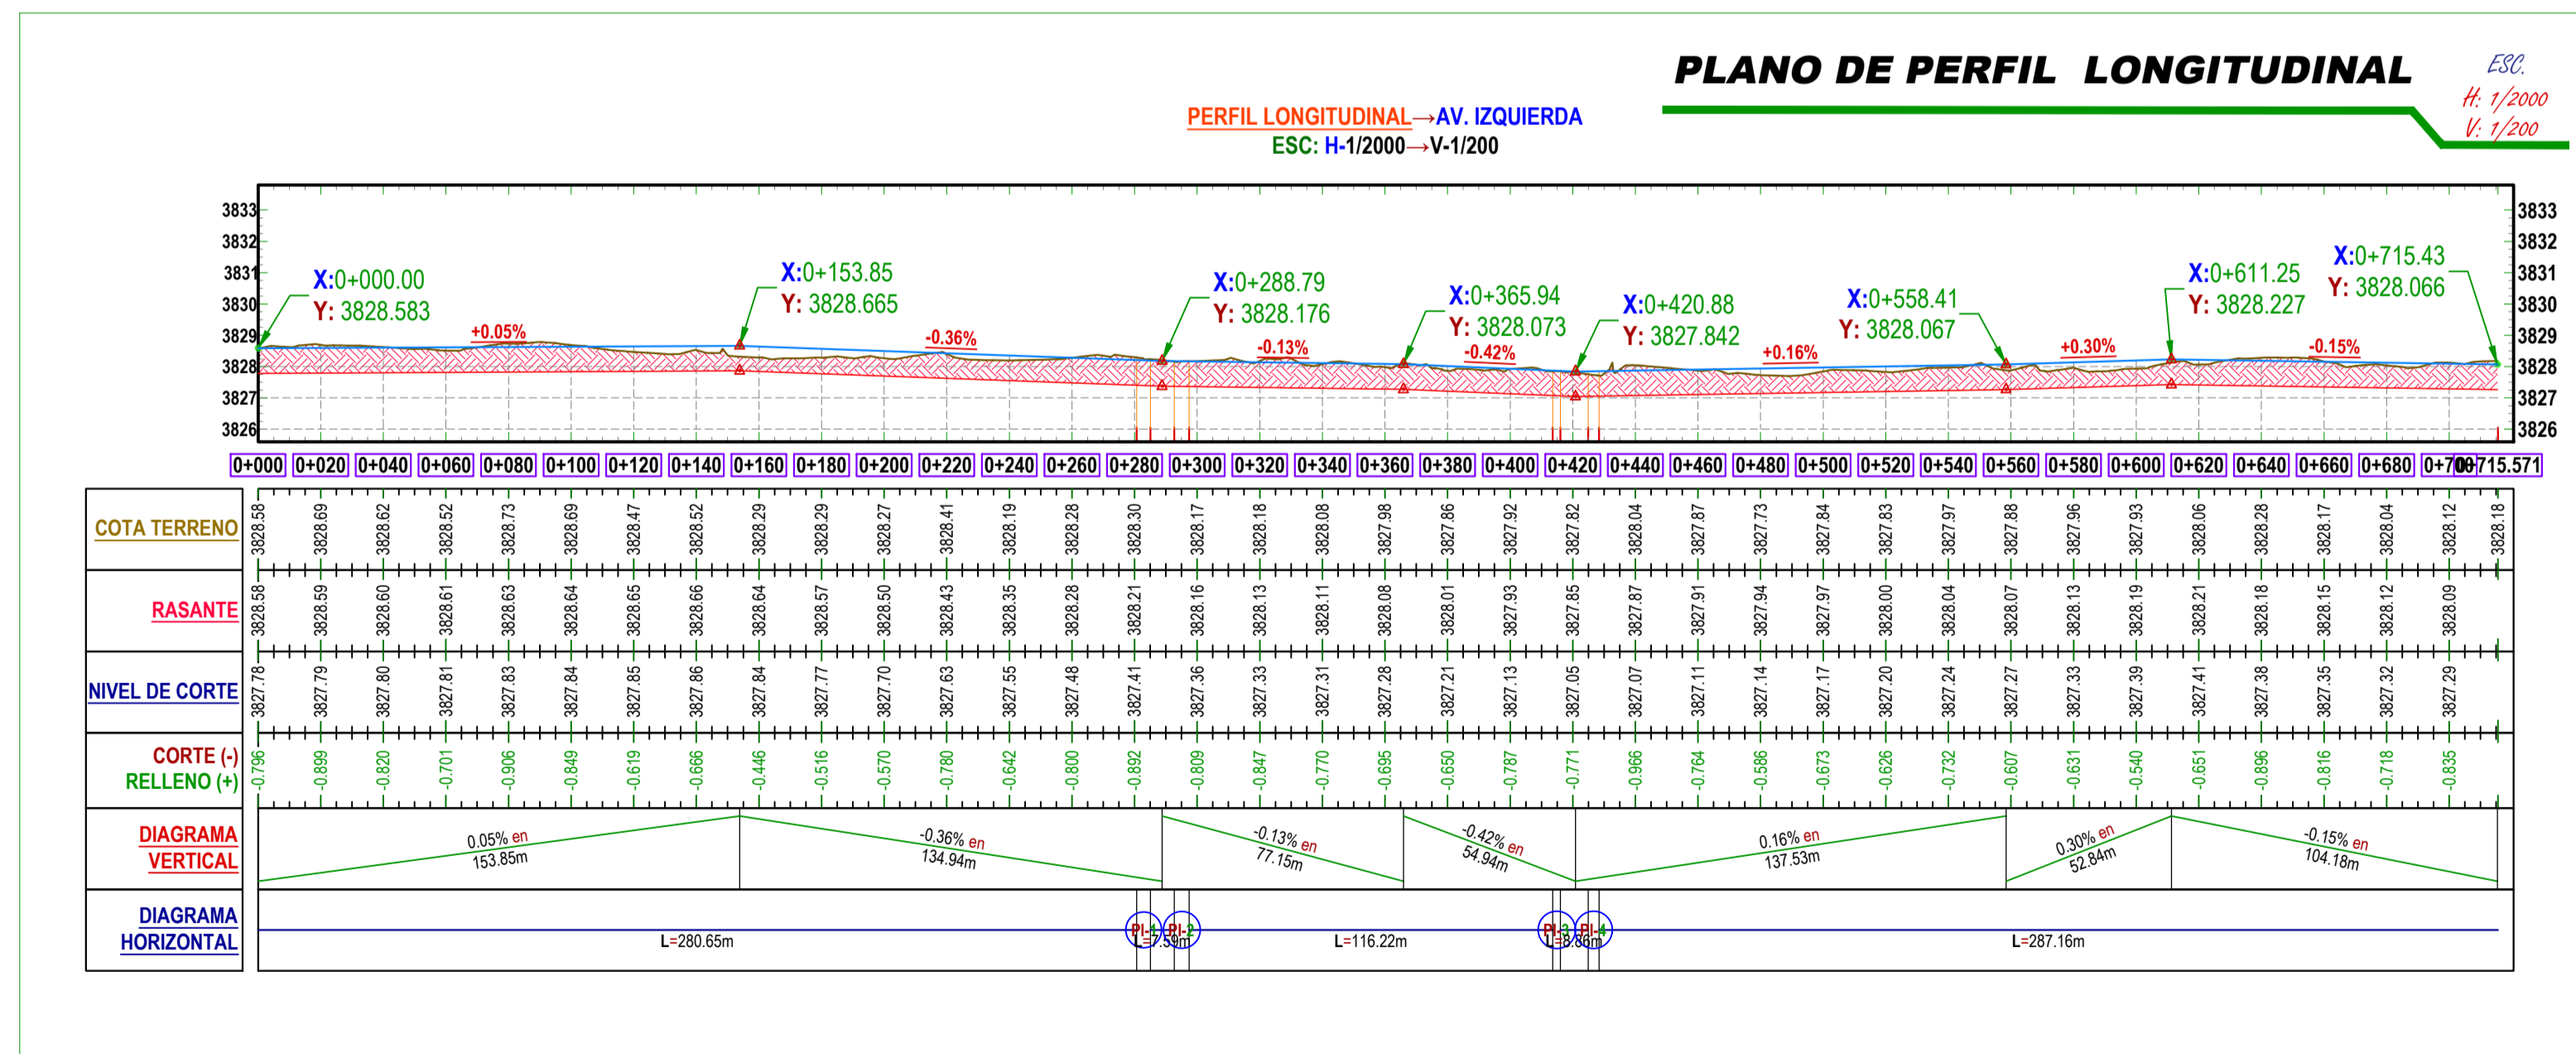 PLANO DE PERFIL LONGITUDINAL
ESC.
H: 1/2000
V: 1/200
PERFIL LONGITUDINAL→AV. IZQUIERDA
ESC: H-1/2000→V-1/200
3833 3833
3832 3832
3831 3831
3830 3830
3829 3829
3828 3828
3827 3827
3826 3826
X:0+000.00
Y: 3828.583
X:0+153.85
Y: 3828.665
X:0+288.79
Y: 3828.176
X:0+365.94
Y: 3828.073
X:0+420.88
Y: 3827.842
X:0+558.41
Y: 3828.067
X:0+611.25
Y: 3828.227
X:0+715.43
Y: 3828.066
+0.05% -0.36% -0.13% -0.42% +0.16% +0.30% -0.15%
0+000 0+020 0+040 0+060 0+080 0+100 0+120 0+140 0+160 0+180 0+200 0+220 0+240 0+260 0+280 0+300 0+320 0+340 0+360 0+380 0+400 0+420 0+440 0+460 0+480 0+500 0+520 0+540 0+560 0+580 0+600 0+620 0+640 0+660 0+680 0+700 0+715.571
COTA TERRENO
3828.58 3828.69 3828.62 3828.52 3828.73 3828.69 3828.47 3828.52 3828.29 3828.29 3828.27 3828.41 3828.19 3828.28 3828.30 3828.17 3828.18 3828.08 3827.98 3827.86 3827.92 3827.82 3828.04 3827.87 3827.73 3827.84 3827.83 3827.97 3827.88 3827.96 3827.93 3828.06 3828.28 3828.17 3828.04 3828.12 3828.18
RASANTE
3828.58 3828.59 3828.60 3828.61 3828.63 3828.64 3828.65 3828.66 3828.64 3828.57 3828.50 3828.43 3828.35 3828.28 3828.21 3828.16 3828.13 3828.11 3828.08 3828.01 3827.93 3827.85 3827.87 3827.91 3827.94 3827.97 3828.00 3828.04 3828.07 3828.13 3828.19 3828.21 3828.18 3828.15 3828.12 3828.09
NIVEL DE CORTE
3827.78 3827.79 3827.80 3827.81 3827.83 3827.84 3827.85 3827.86 3827.84 3827.77 3827.70 3827.63 3827.55 3827.48 3827.41 3827.36 3827.33 3827.31 3827.28 3827.21 3827.13 3827.05 3827.07 3827.11 3827.14 3827.17 3827.20 3827.24 3827.27 3827.33 3827.39 3827.41 3827.38 3827.35 3827.32 3827.29
CORTE (-)
RELLENO (+)
-0.796 -0.899 -0.820 -0.701 -0.906 -0.849 -0.619 -0.666 -0.446 -0.516 -0.570 -0.780 -0.642 -0.800 -0.892 -0.809 -0.847 -0.770 -0.695 -0.650 -0.787 -0.771 -0.966 -0.764 -0.586 -0.673 -0.626 -0.732 -0.607 -0.631 -0.540 -0.651 -0.896 -0.816 -0.718 -0.835
DIAGRAMA
VERTICAL
0.05% en
153.85m
-0.36% en
134.94m
-0.13% en
77.15m
-0.42% en
54.94m
0.16% en
137.53m
0.30% en
52.84m
-0.15% en
104.18m
DIAGRAMA
HORIZONTAL
PI-1 PI-2 PI-3 PI-4
L=280.65m L=7.59m L=116.22m L=8.86m L=287.16m